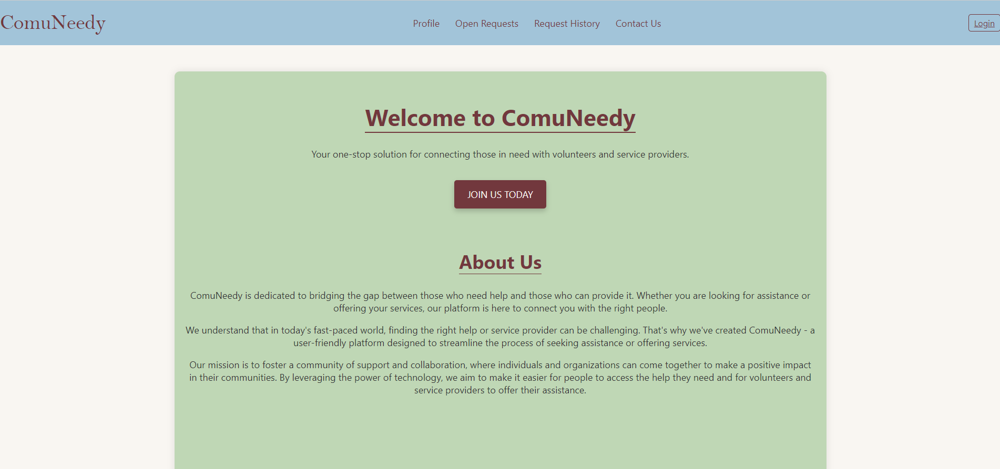 ComuNeedy
Profile
Open Requests
Request History
Contact Us
Login
Welcome to ComuNeedy
Your one-stop solution for connecting those in need with volunteers and service providers.
JOIN US TODAY
About Us
ComuNeedy is dedicated to bridging the gap between those who need help and those who can provide it. Whether you are looking for assistance or
offering your services, our platform is here to connect you with the right people.
We understand that in today's fast-paced world, finding the right help or service provider can be challenging. That's why we've created ComuNeedy - a
user-friendly platform designed to streamline the process of seeking assistance or offering services.
Our mission is to foster a community of support and collaboration, where individuals and organizations can come together to make a positive impact
in their communities. By leveraging the power of technology, we aim to make it easier for people to access the help they need and for volunteers and
service providers to offer their assistance.